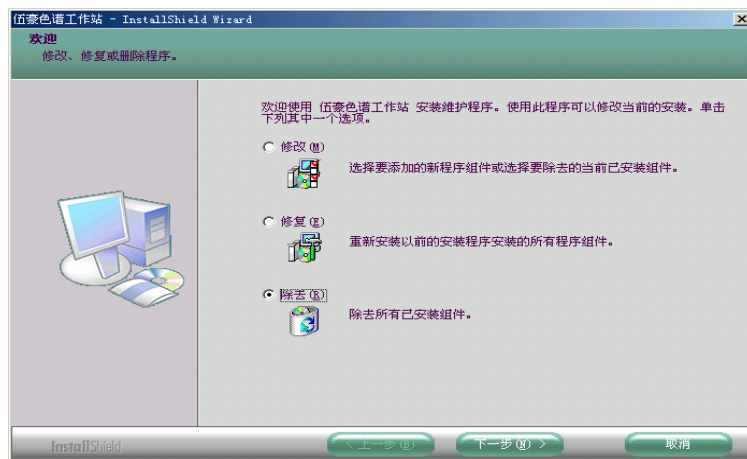 伍豪色谱工作站 - InstallShield Wizard
欢迎
修改、修复或删除程序。
欢迎使用 伍豪色谱工作站 安装维护程序。使用此程序可以修改当前的安装。单击
下列其中一个选项。
修改(M)
选择要添加的新程序组件或选择要除去的当前已安装组件。
修复(E)
重新安装以前的安装程序安装的所有程序组件。
除去(R)
除去所有已安装组件。
InstallShield
< 上一步(B)
下一步(N) >
取消